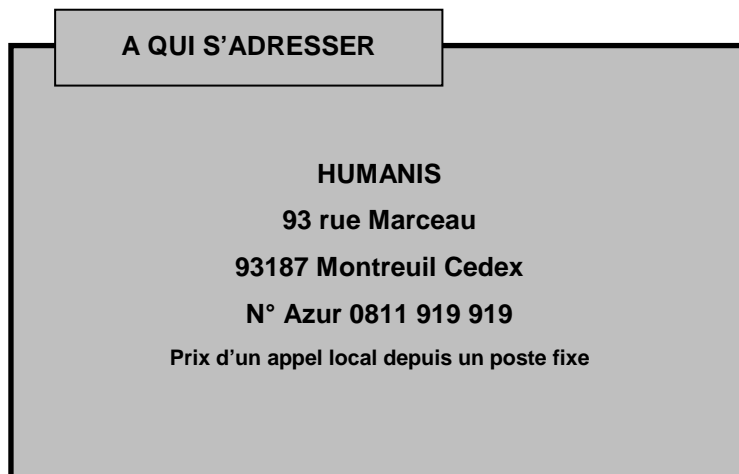 A QUI S’ADRESSER
HUMANIS
93 rue Marceau
93187 Montreuil Cedex
N° Azur 0811 919 919
Prix d’un appel local depuis un poste fixe